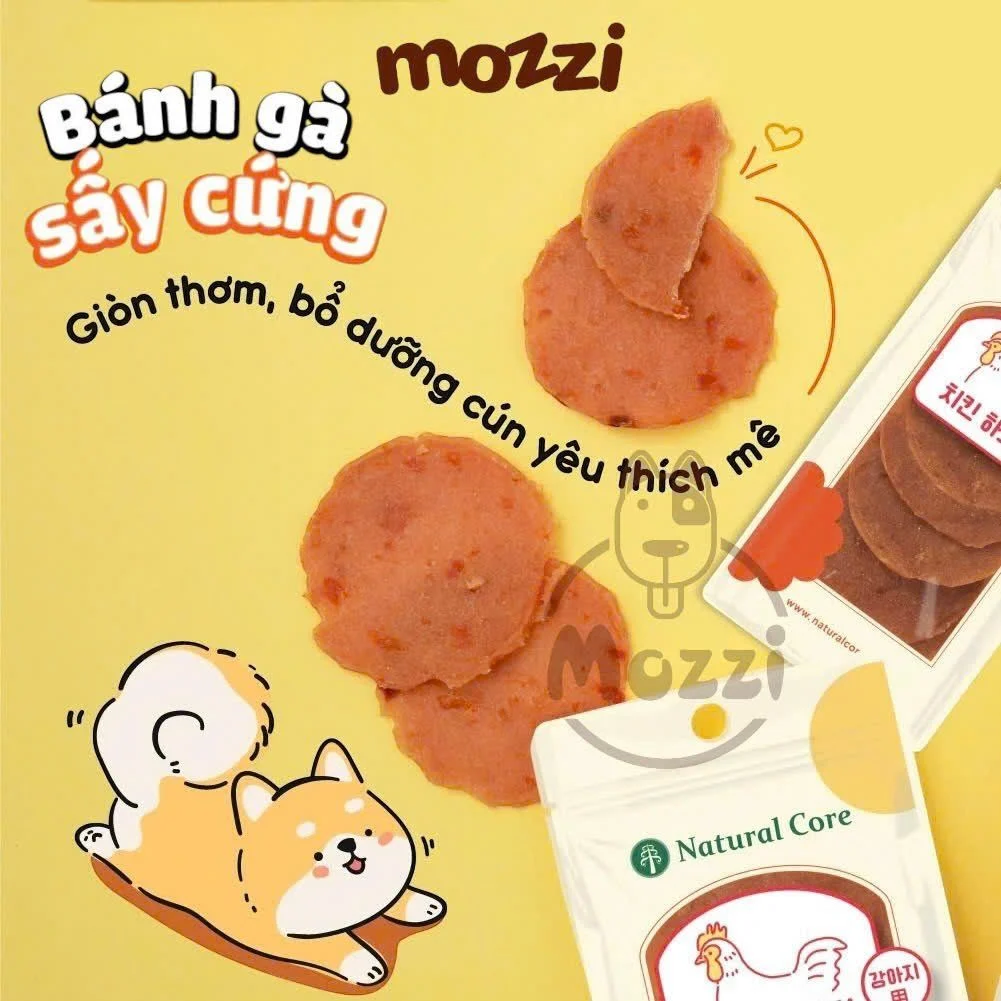 mozzi
Bánh gà
sấy cứng
Giòn thơm, bổ dưỡng cún yêu thích mê
치킨
www.naturalcor
Mozzi
Natural Core
강아지